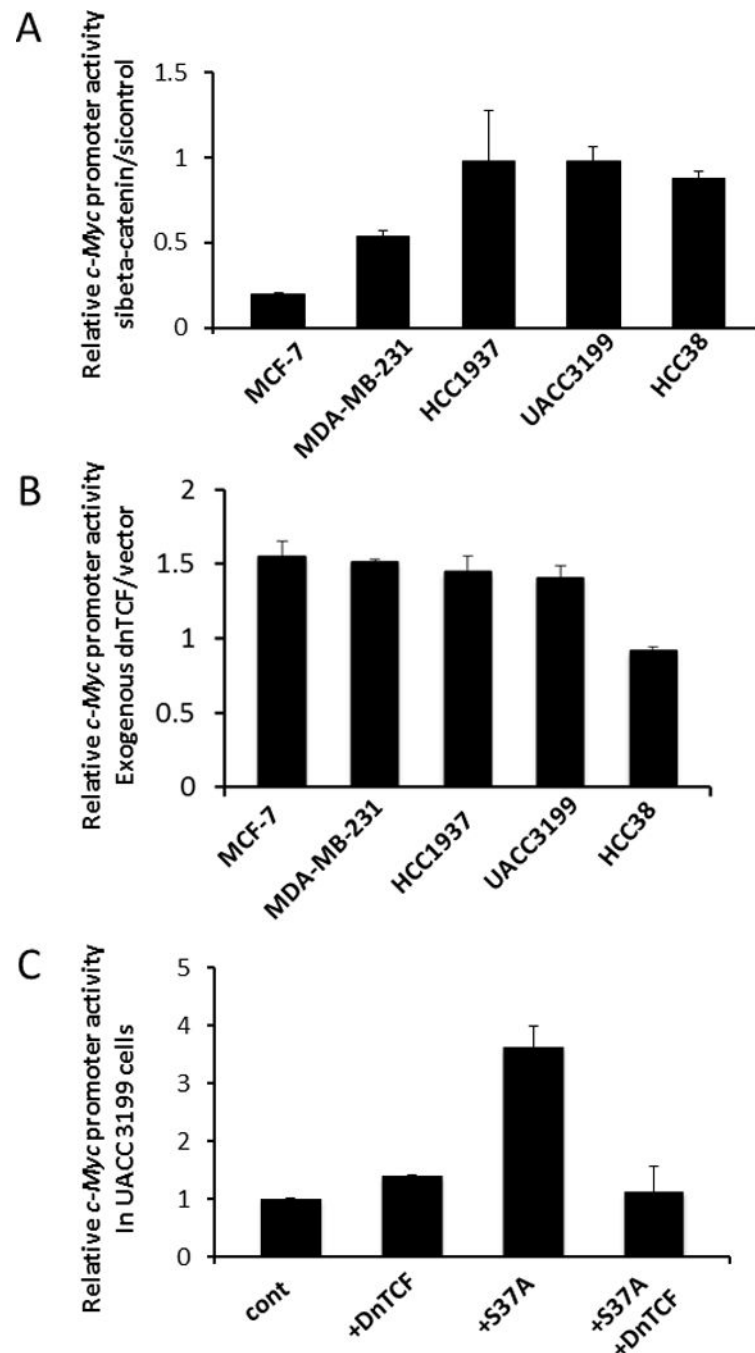 A
Relative c-Myc promoter activity
sibeta-catenin/sicontrol
1.5
1
0.5
0
MCF-7
MDA-MB-231
HCC1937
UACC3199
HCC38
B
Relative c-Myc promoter activity
Exogenous dnTCF/vector
2
1.5
1
0.5
0
MCF-7
MDA-MB-231
HCC1937
UACC3199
HCC38
C
Relative c-Myc promoter activity
In UACC 3199 cells
5
4
3
2
1
0
cont
+DnTCF
+S37A
+S37A
+DnTCF